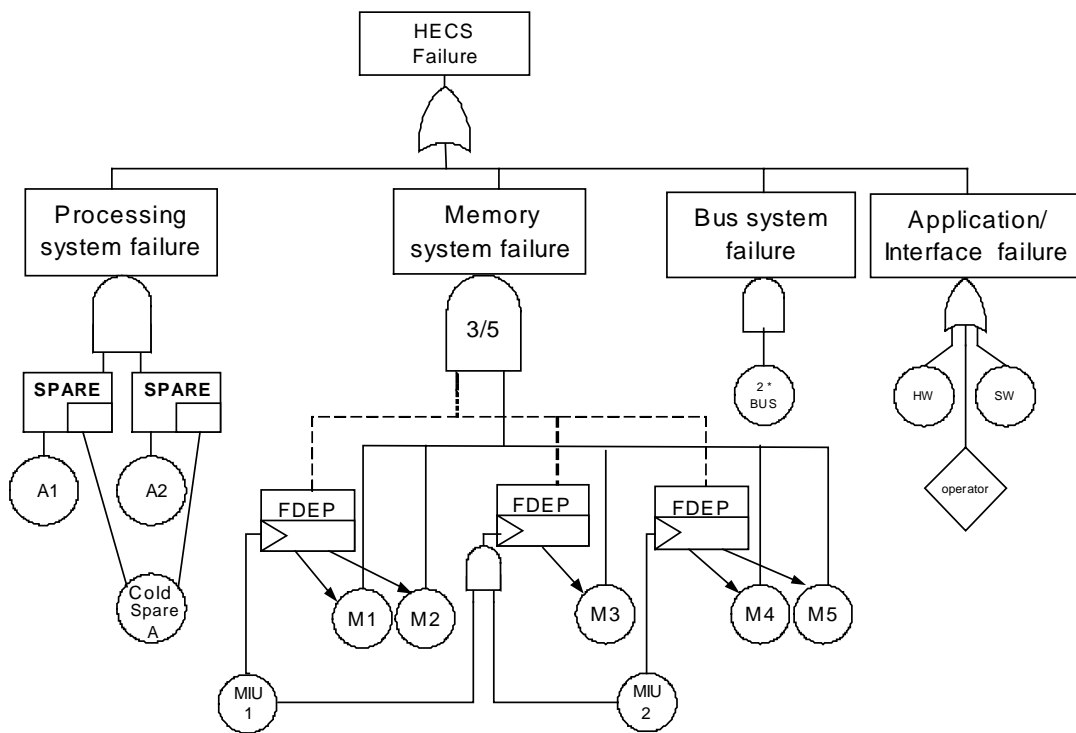 HECS
Failure
Processing
system failure
Memory
system failure
Bus system
failure
Application/
Interface failure
3/5
SPARE
SPARE
2 *
BUS
HW
SW
A1
A2
operator
FDEP
FDEP
FDEP
Cold
Spare
A
M1
M2
M3
M4
M5
MIU
1
MIU
2